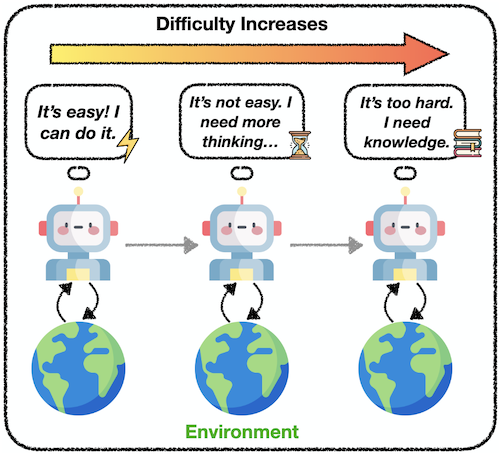 Difficulty Increases
It's easy! I
can do it.
It's not easy. I
need more
thinking...
It's too hard.
I need
knowledge.
Environment